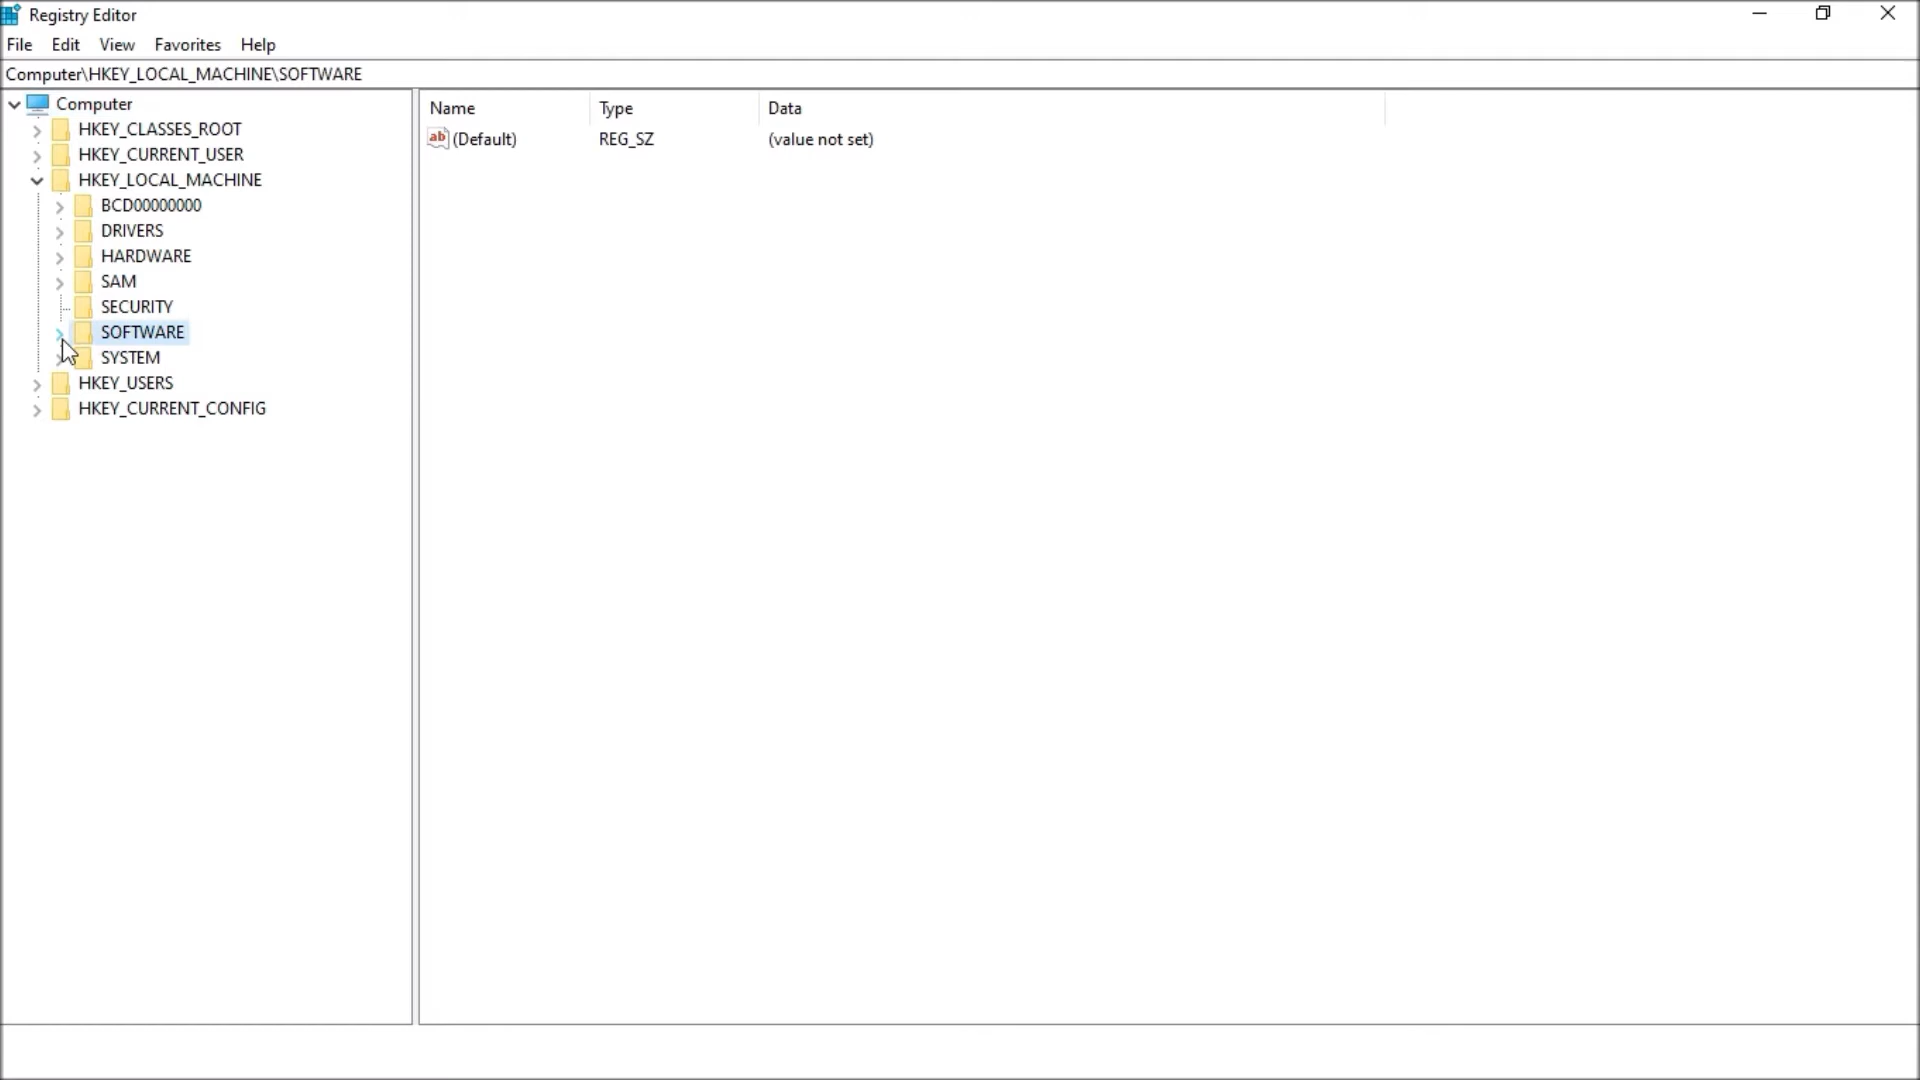 Registry Editor
File Edit View Favorites Help
Computer\HKEY_LOCAL_MACHINE\SOFTWARE
Computer
HKEY_CLASSES_ROOT
HKEY_CURRENT_USER
HKEY_LOCAL_MACHINE
BCD00000000
DRIVERS
HARDWARE
SAM
SECURITY
SOFTWARE
SYSTEM
HKEY_USERS
HKEY_CURRENT_CONFIG
Name Type Data
ab (Default) REG_SZ (value not set)